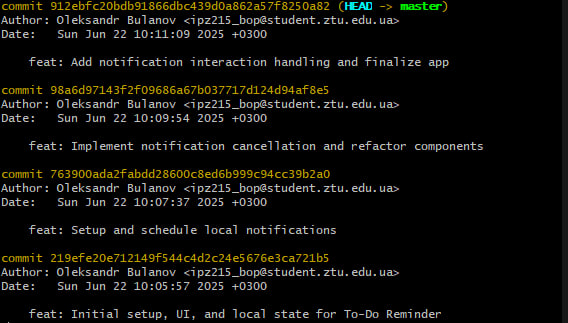 commit 912ebfc20bdb91866dbc439d0a862a57f8250a82 (HEAD -> master)
Author: Oleksandr Bulanov <ipz215_bop@student.ztu.edu.ua>
Date:   Sun Jun 22 10:11:09 2025 +0300
feat: Add notification interaction handling and finalize app
commit 98a6d97143f2f09686a67b037717d124d94af8e5
Author: Oleksandr Bulanov <ipz215_bop@student.ztu.edu.ua>
Date:   Sun Jun 22 10:09:54 2025 +0300
feat: Implement notification cancellation and refactor components
commit 763900ada2fabdd28600c8ed6b999c94cc39b2a0
Author: Oleksandr Bulanov <ipz215_bop@student.ztu.edu.ua>
Date:   Sun Jun 22 10:07:37 2025 +0300
feat: Setup and schedule local notifications
commit 219efe20e712149f544c4d2c24e5676e3ca721b5
Author: Oleksandr Bulanov <ipz215_bop@student.ztu.edu.ua>
Date:   Sun Jun 22 10:05:57 2025 +0300
feat: Initial setup, UI, and local state for To-Do Reminder